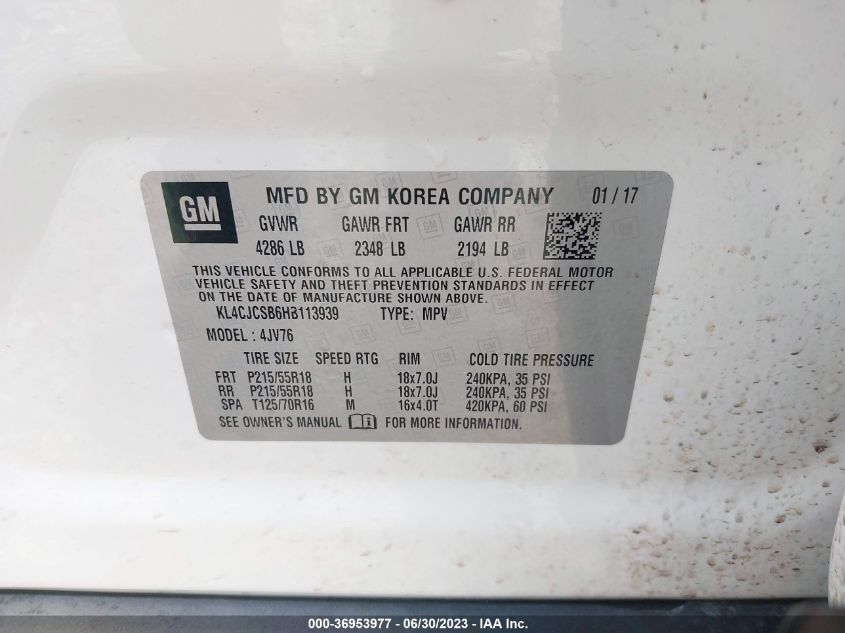 GM
MFD BY GM KOREA COMPANY 01 / 17
GVWR GAWR FRT GAWR RR
4286 LB 2348 LB 2194 LB
THIS VEHICLE CONFORMS TO ALL APPLICABLE U.S. FEDERAL MOTOR
VEHICLE SAFETY AND THEFT PREVENTION STANDARDS IN EFFECT
ON THE DATE OF MANUFACTURE SHOWN ABOVE.
KL4CJCSB6HB113939 TYPE: MPV
MODEL : 4JV76
TIRE SIZE SPEED RTG RIM COLD TIRE PRESSURE
FRT P215/55R18 H 18x7.0J 240KPA, 35 PSI
RR P215/55R18 H 18x7.0J 240KPA, 35 PSI
SPA T125/70R16 M 16x4.0T 420KPA, 60 PSI
SEE OWNER'S MANUAL FOR MORE INFORMATION.
000-36953977 - 06/30/2023 - IAA Inc.